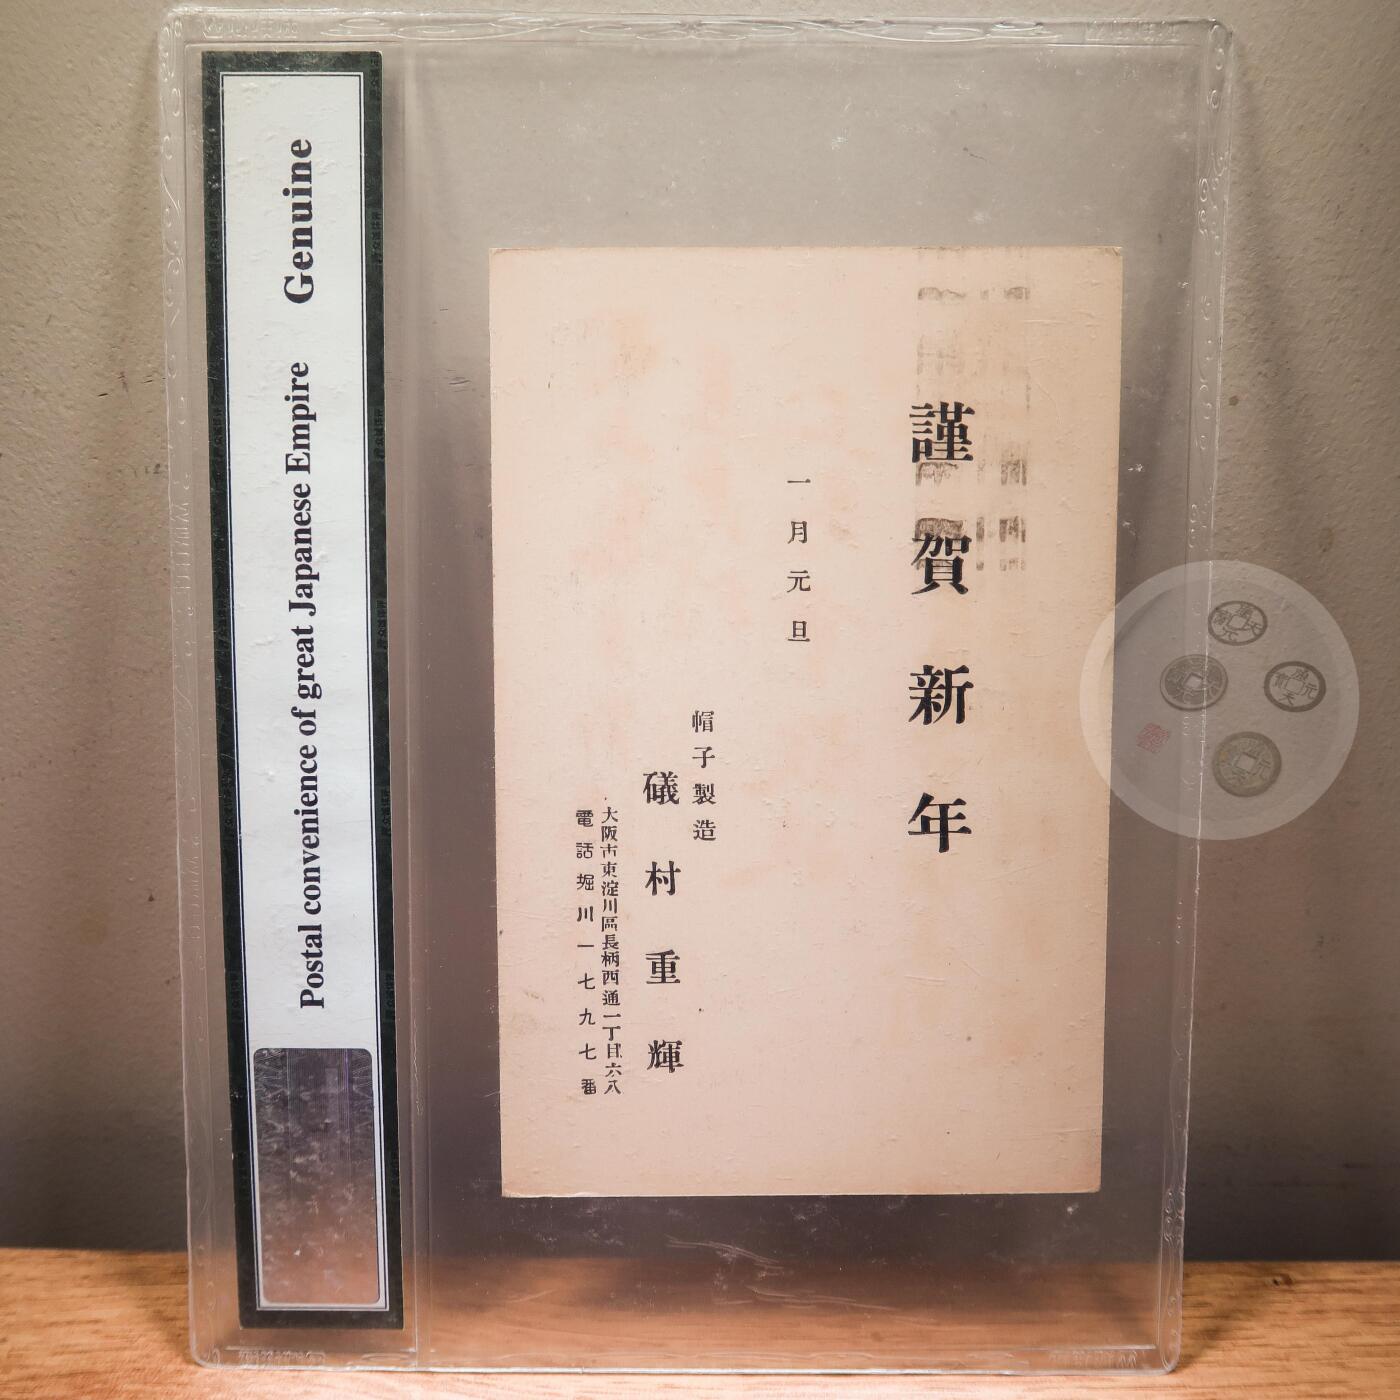 Postal convenience of great Japanese Empire Genuine
謹賀新年
一月元旦
帽子製造
礒村重輝
大阪市東淀川區長柄西通一丁目六八
電話堀川一七九七番